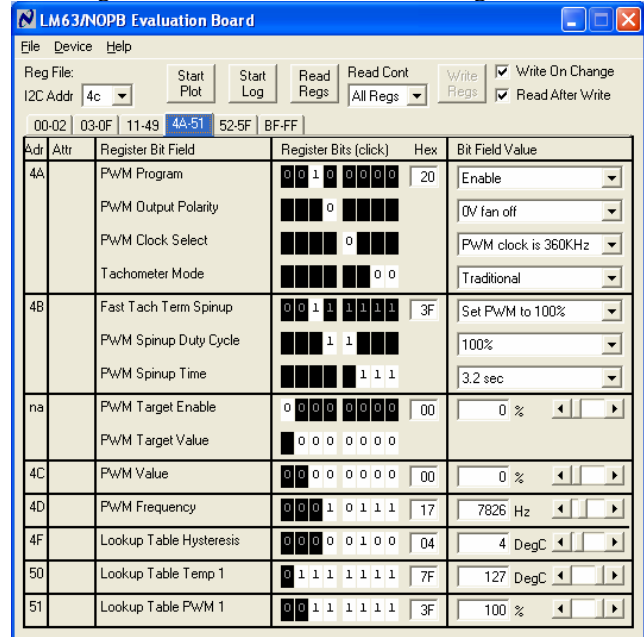 LM63/NOPB Evaluation Board
File Device Help
Reg File: Start Plot Start Log Read Regs Read Cont Write Regs Write On Change
I2C Addr 4c All Regs Read After Write
00-02 03-0F 11-49 4A-51 52-5F BF-FF
Adr Attr Register Bit Field Register Bits (click) Hex Bit Field Value
4A PWM Program 0 0 1 0 0 0 0 0 20 Enable
PWM Output Polarity 0 0V fan off
PWM Clock Select 0 PWM clock is 360KHz
Tachometer Mode 0 0 Traditional
4B Fast Tach Term Spinup 0 0 1 1 1 1 1 1 3F Set PWM to 100%
PWM Spinup Duty Cycle 1 1 100%
PWM Spinup Time 1 1 1 3.2 sec
na PWM Target Enable 0 0 0 0 0 0 0 0 00 0 %
PWM Target Value 0 0 0 0 0 0 0
4C PWM Value 0 0 0 0 0 0 0 0 00 0 %
4D PWM Frequency 0 0 0 1 0 1 1 1 17 7826 Hz
4F Lookup Table Hysteresis 0 0 0 0 0 1 0 0 04 4 DegC
50 Lookup Table Temp 1 0 1 1 1 1 1 1 1 7F 127 DegC
51 Lookup Table PWM 1 0 0 1 1 1 1 1 1 3F 100 %